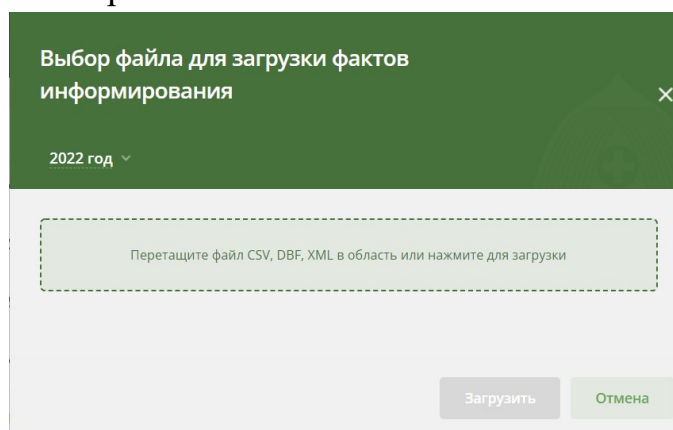 Выбор файла для загрузки фактов
информирования
2022 год
Перетащите файл CSV, DBF, XML в область или нажмите для загрузки
Загрузить
Отмена